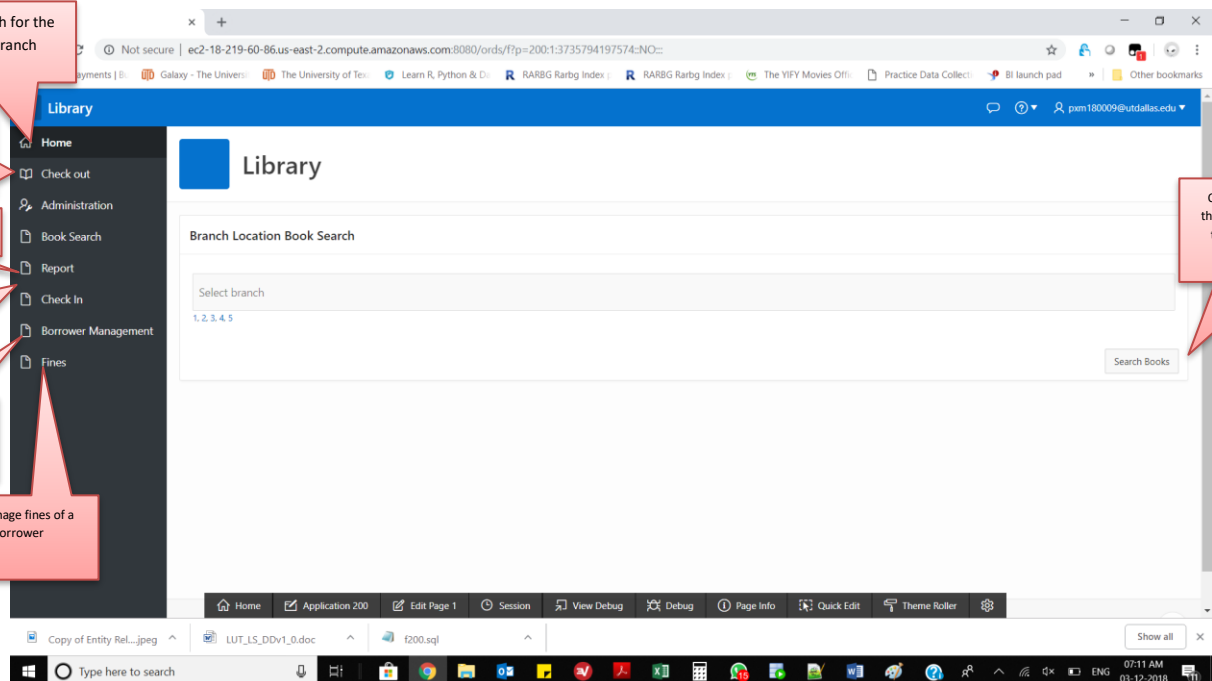 h for the
ranch
Not secure | ec2-18-219-60-86.us-east-2.compute.amazonaws.com:8080/ords/f?p=200:1:3735794197574::NO:::
ayments | B
Galaxy - The Universi
The University of Tex
Learn R, Python & D
RARBG Rarbg Index
RARBG Rarbg Index
The YIFY Movies Offi
Practice Data Collecti
BI launch pad
»
Other bookmarks
Library
pxm180009@utdallas.edu
Home
Check out
Administration
Book Search
Report
Check In
Borrower Management
Fines
Library
Branch Location Book Search
Select branch
1, 2, 3, 4, 5
Search Books
th
nage fines of a
orrower
Home
Application 200
Edit Page 1
Session
View Debug
Debug
Page Info
Quick Edit
Theme Roller
Copy of Entity Rel....jpeg
LUT_LS_DDv1_0.doc
f200.sql
Show all
Type here to search
15
ENG
07:11 AM
03-12-2018
11